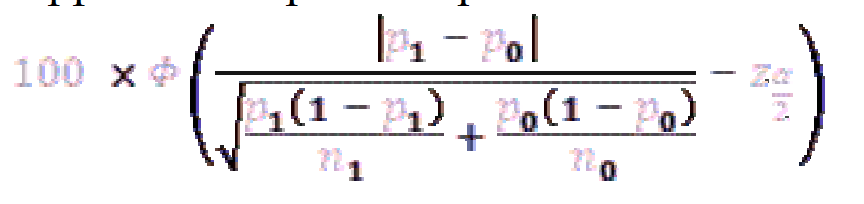 100 × Φ ( |p₁ − p₀| / √( p₁(1 − p₁)/n₁ + p₀(1 − p₀)/n₀ ) − z_{α/2} )